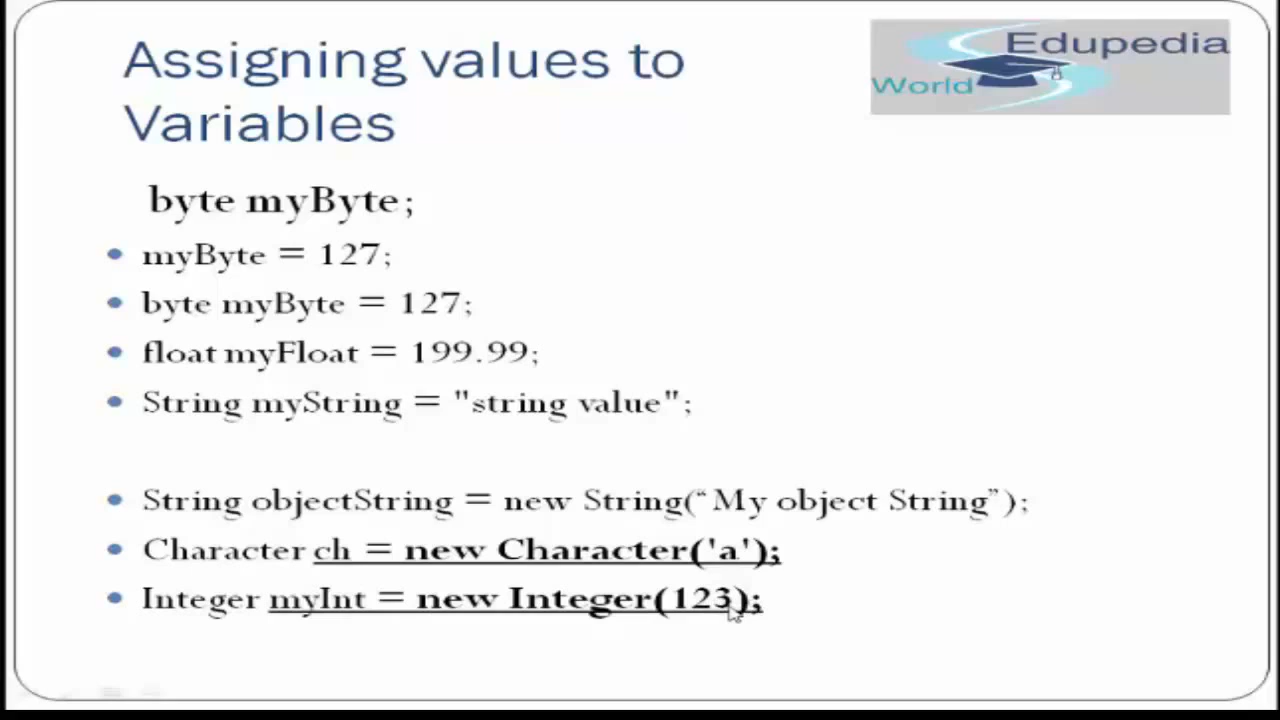 Assigning values to
Variables
Edupedia
World
byte myByte;
• myByte = 127;
• byte myByte = 127;
• float myFloat = 199.99;
• String myString = "string value";
• String objectString = new String(“My object String”);
• Character ch = new Character('a');
• Integer myInt = new Integer(123);